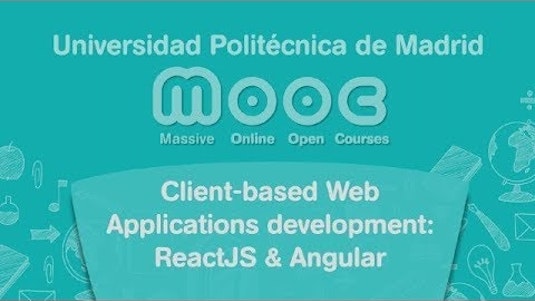 Universidad Politécnica de Madrid
MOOC
Massive Online Open Courses
Client-based Web
Applications development:
ReactJS & Angular